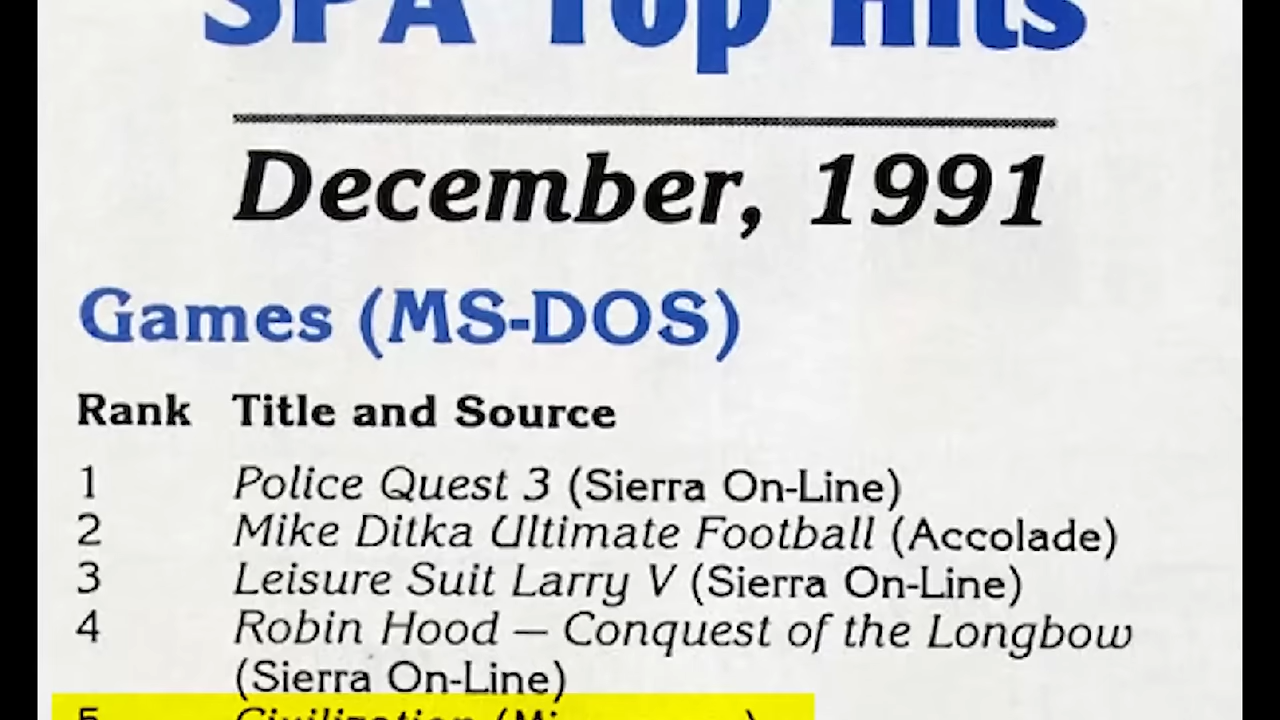 SPA Top Hits
December, 1991
Games (MS-DOS)
Rank Title and Source
1 Police Quest 3 (Sierra On-Line)
2 Mike Ditka Ultimate Football (Accolade)
3 Leisure Suit Larry V (Sierra On-Line)
4 Robin Hood — Conquest of the Longbow
(Sierra On-Line)
5 Civilization